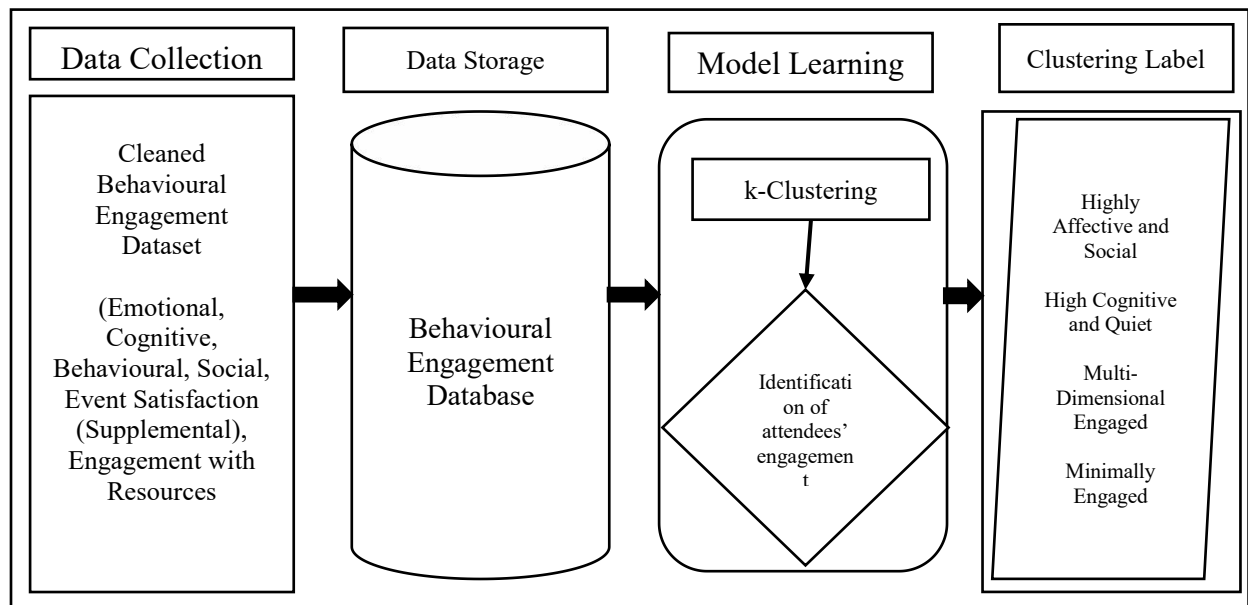 Data Collection
Cleaned
Behavioural
Engagement
Dataset
(Emotional,
Cognitive,
Behavioural, Social,
Event Satisfaction
(Supplemental),
Engagement with
Resources
Data Storage
Behavioural
Engagement
Database
Model Learning
k-Clustering
Identificati
on of
attendees’
engagemen
t
Clustering Label
Highly
Affective and
Social
High Cognitive
and Quiet
Multi-
Dimensional
Engaged
Minimally
Engaged